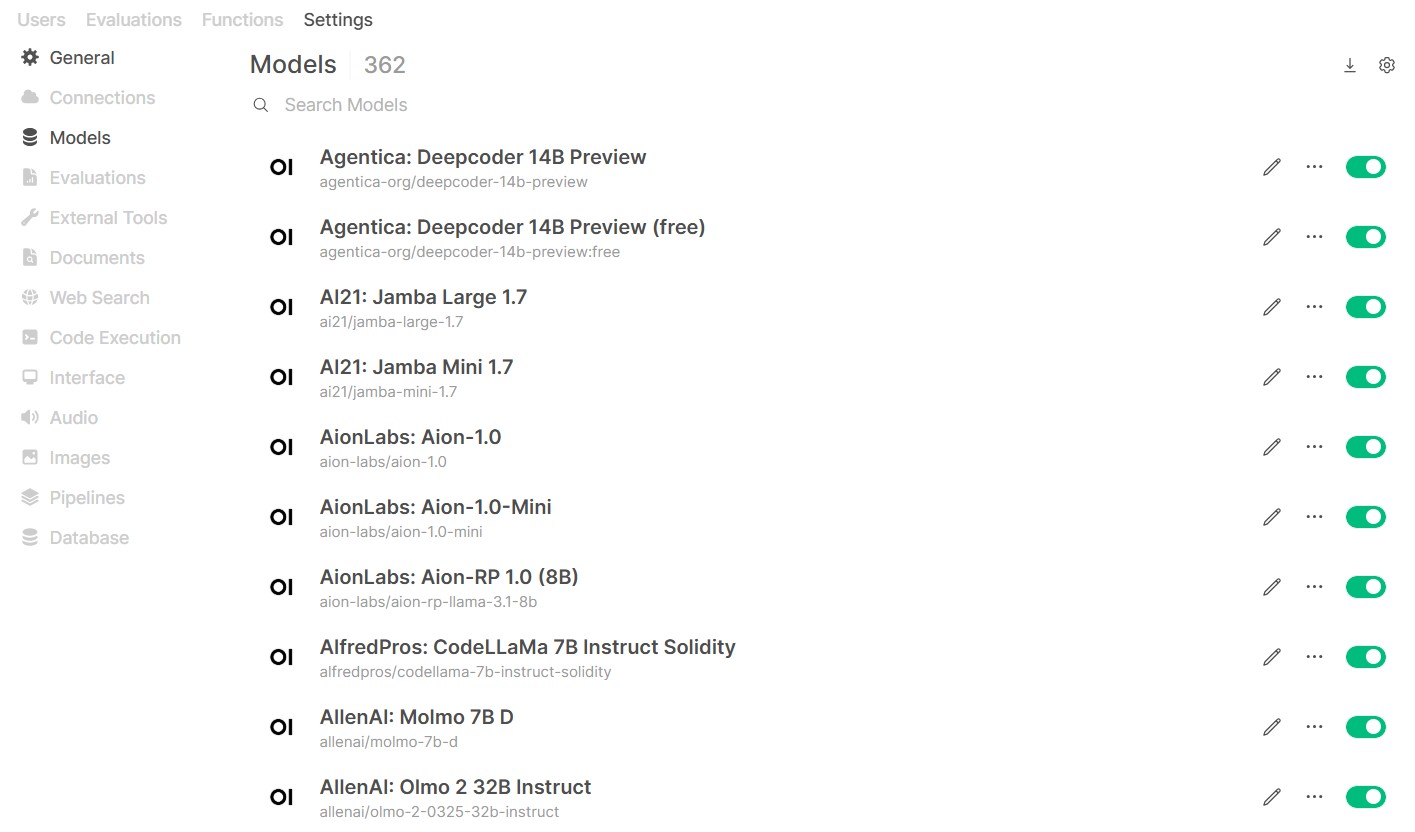 Users Evaluations Functions Settings
General
Connections
Models
Evaluations
External Tools
Documents
Web Search
Code Execution
Interface
Audio
Images
Pipelines
Database
Models 362
Search Models
OI Agentica: Deepcoder 14B Preview
agentica-org/deepcoder-14b-preview
OI Agentica: Deepcoder 14B Preview (free)
agentica-org/deepcoder-14b-preview:free
OI AI21: Jamba Large 1.7
ai21/jamba-large-1.7
OI AI21: Jamba Mini 1.7
ai21/jamba-mini-1.7
OI AionLabs: Aion-1.0
aion-labs/aion-1.0
OI AionLabs: Aion-1.0-Mini
aion-labs/aion-1.0-mini
OI AionLabs: Aion-RP 1.0 (8B)
aion-labs/aion-rp-llama-3.1-8b
OI AlfredPros: CodeLLaMa 7B Instruct Solidity
alfredpros/codellama-7b-instruct-solidity
OI AllenAI: Molmo 7B D
allenai/molmo-7b-d
OI AllenAI: Olmo 2 32B Instruct
allenai/olmo-2-0325-32b-instruct